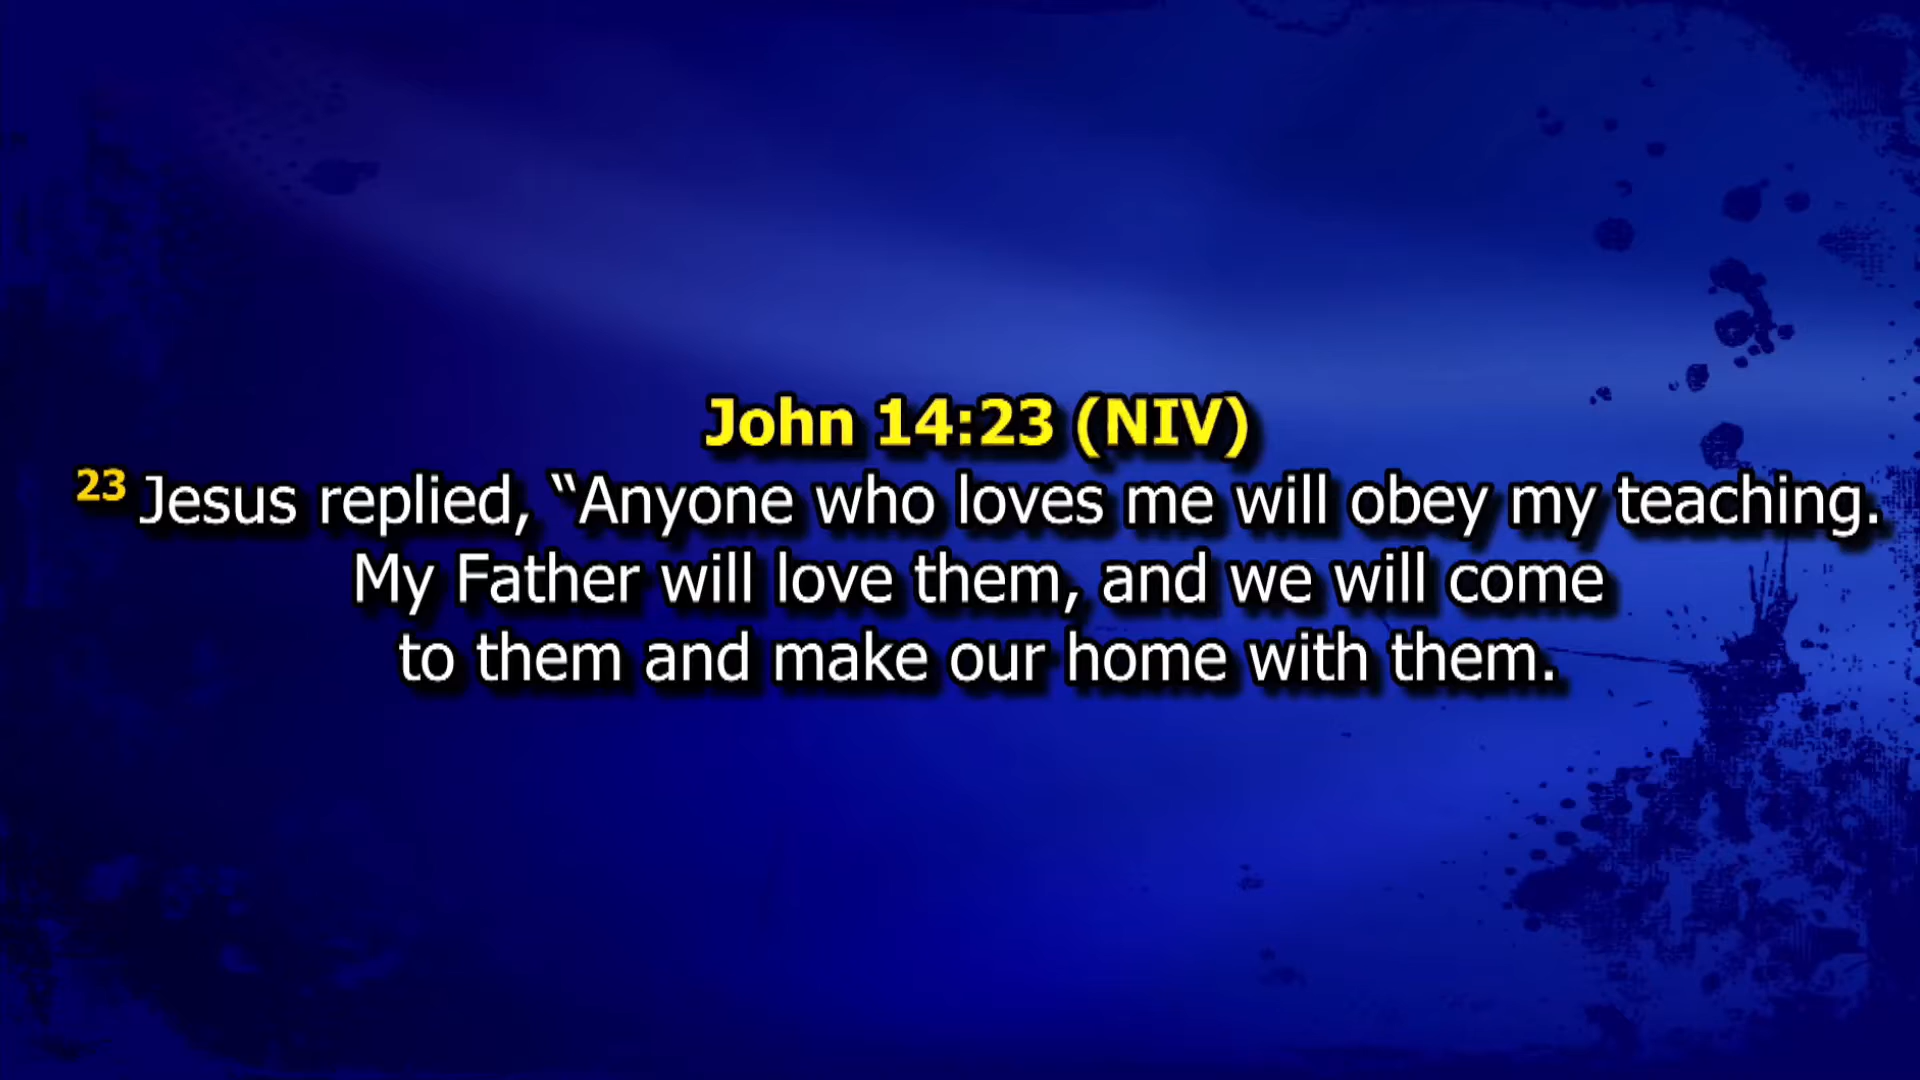 John 14:23 (NIV)
23 Jesus replied, “Anyone who loves me will obey my teaching.
My Father will love them, and we will come
to them and make our home with them.